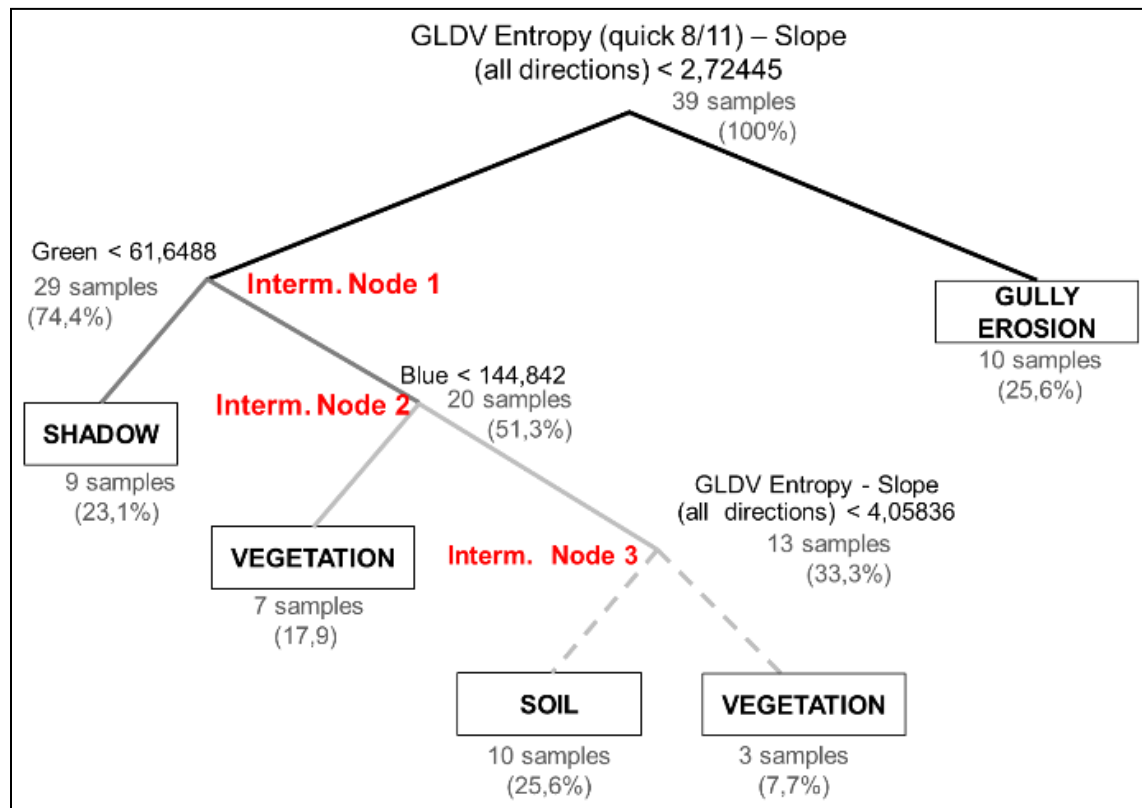 GLDV Entropy (quick 8/11) – Slope
(all directions) < 2,72445
39 samples
(100%)
Green < 61,6488
29 samples
(74,4%)
Interm. Node 1
GULLY
EROSION
10 samples
(25,6%)
Blue < 144,842
20 samples
(51,3%)
Interm. Node 2
SHADOW
9 samples
(23,1%)
GLDV Entropy - Slope
(all directions) < 4,05836
13 samples
(33,3%)
VEGETATION
7 samples
(17,9)
Interm. Node 3
SOIL
10 samples
(25,6%)
VEGETATION
3 samples
(7,7%)